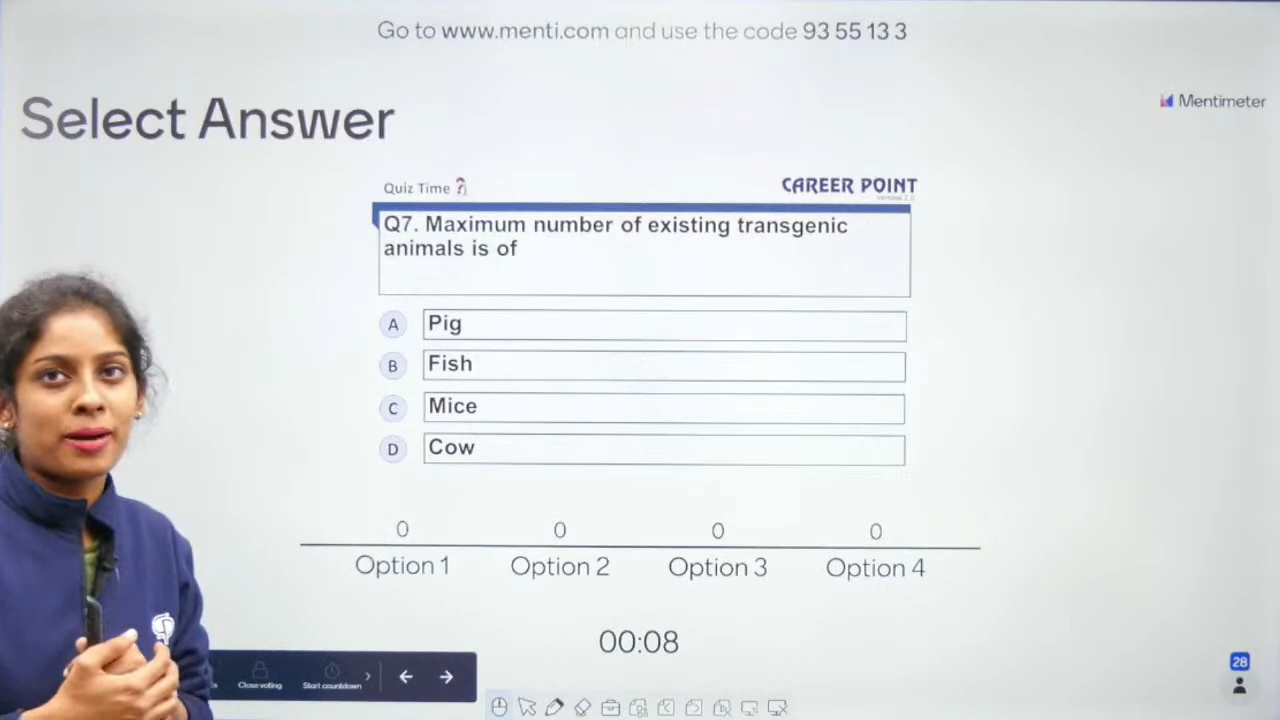 Go to www.menti.com and use the code 93 55 13 3
Select Answer
Mentimeter
Quiz Time
CAREER POINT
Q7. Maximum number of existing transgenic
animals is of
A Pig
B Fish
C Mice
D Cow
0 0 0 0
Option 1 Option 2 Option 3 Option 4
00:08
Close voting Start countdown
28